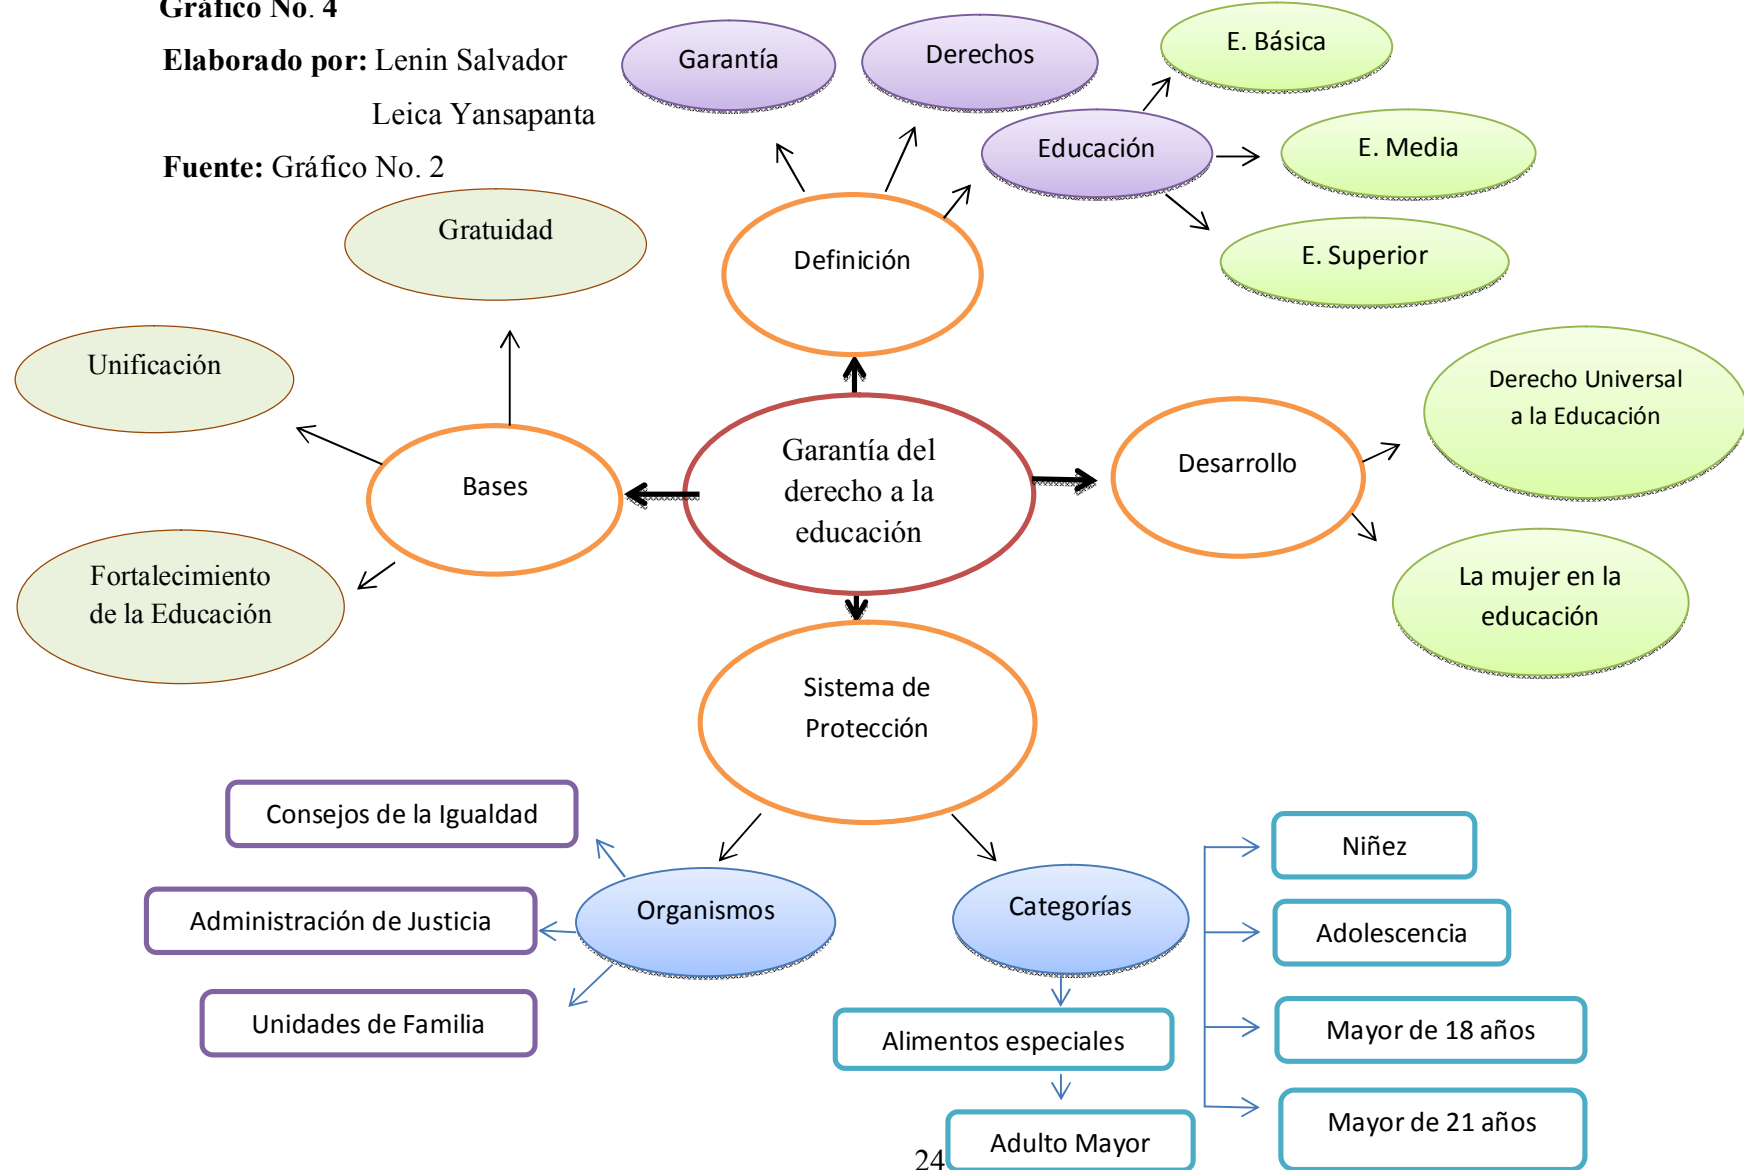 Gráfico No. 4
Elaborado por: Lenin Salvador
Leica Yansapanta
Fuente: Gráfico No. 2
Garantía
Derechos
Educación
E. Básica
E. Media
E. Superior
Definición
Gratuidad
Unificación
Fortalecimiento
de la Educación
Bases
Garantía del
derecho a la
educación
Desarrollo
Derecho Universal
a la Educación
La mujer en la
educación
Sistema de
Protección
Organismos
Consejos de la Igualdad
Administración de Justicia
Unidades de Familia
Categorías
Niñez
Adolescencia
Mayor de 18 años
Mayor de 21 años
Alimentos especiales
Adulto Mayor
24